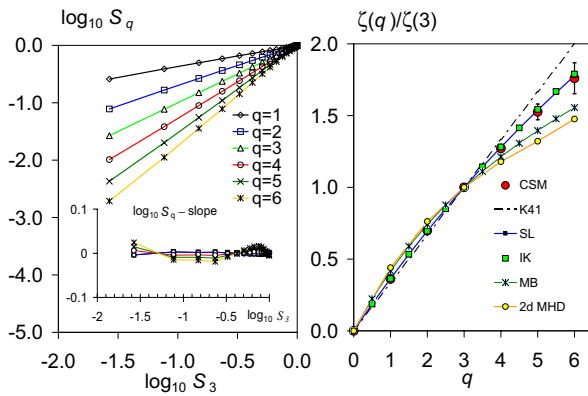 log₁₀ S_q
0.0
-1.0
-2.0
-3.0
-4.0
-5.0
q=1
q=2
q=3
q=4
q=5
q=6
log₁₀ S_q – slope
0.1
0
-0.1
-1.5 -1.0 -0.5 log₁₀ S₃
-2.0 -1.5 -1.0 -0.5 0.0
log₁₀ S₃
ζ(q)/ζ(3)
2.0
1.5
1.0
0.5
0.0
CSM
K41
SL
IK
MB
2d MHD
0 1 2 3 4 5 6
q